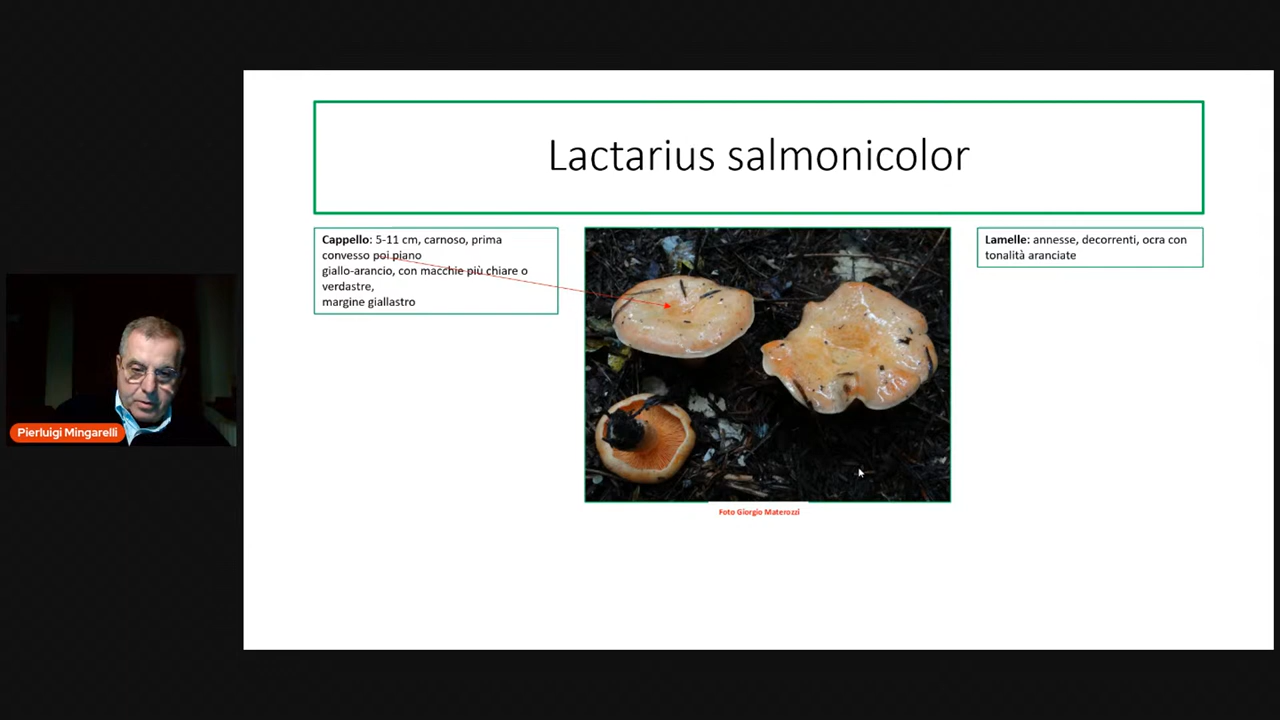 Lactarius salmonicolor
Cappello: 5-11 cm, carnoso, prima
convesso poi piano
giallo-arancio, con macchie più chiare o
verdastre,
margine giallastro
Lamelle: annesse, decorrenti, ocra con
tonalità aranciate
Pierluigi Mingarelli
Foto Giorgio Materozzi